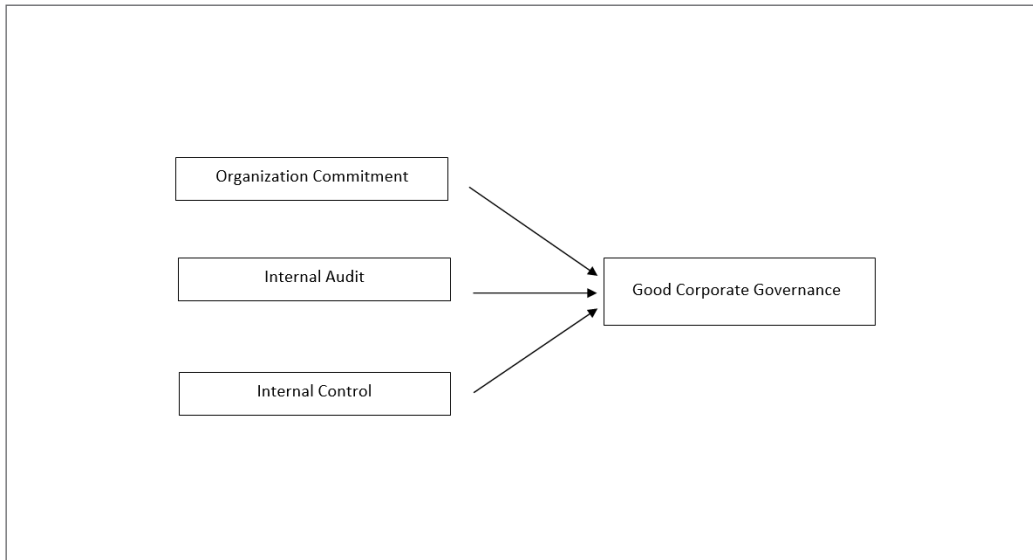 Organization Commitment
Internal Audit
Good Corporate Governance
Internal Control